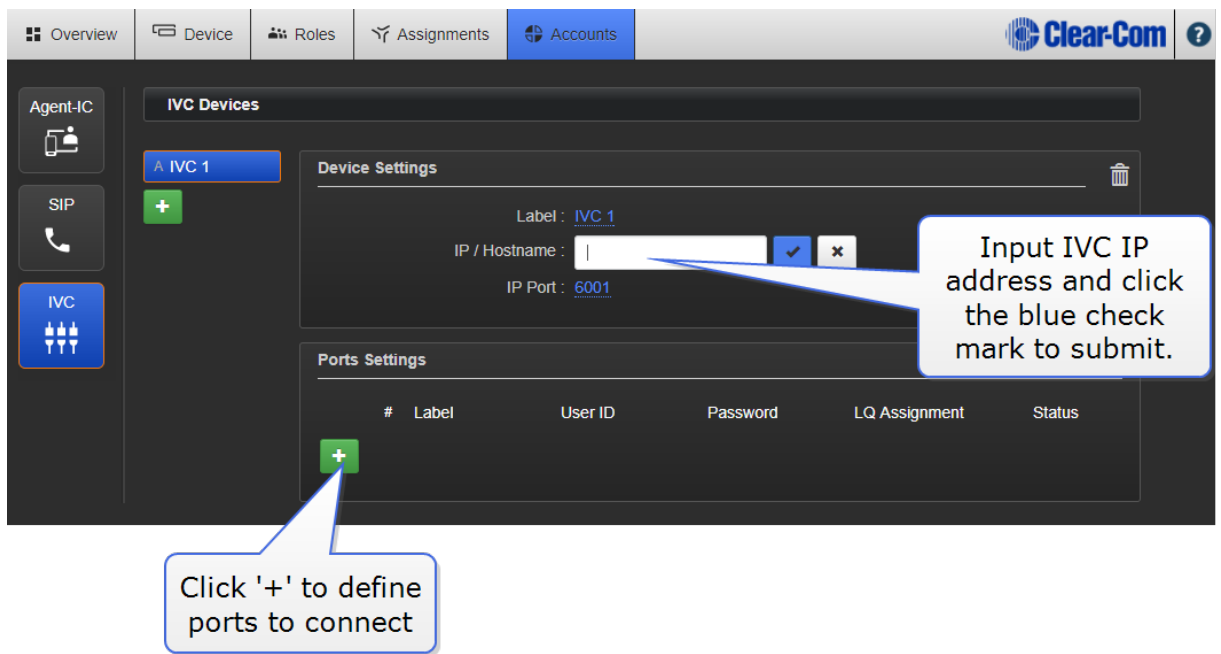 Overview
Device
Roles
Assignments
Accounts
Clear-Com
?
Agent-IC
SIP
IVC
IVC Devices
A IVC 1
+
Device Settings
Label : IVC 1
IP / Hostname :
IP Port : 6001
Input IVC IP
address and click
the blue check
mark to submit.
Ports Settings
# Label User ID Password LQ Assignment Status
+
Click '+' to define
ports to connect